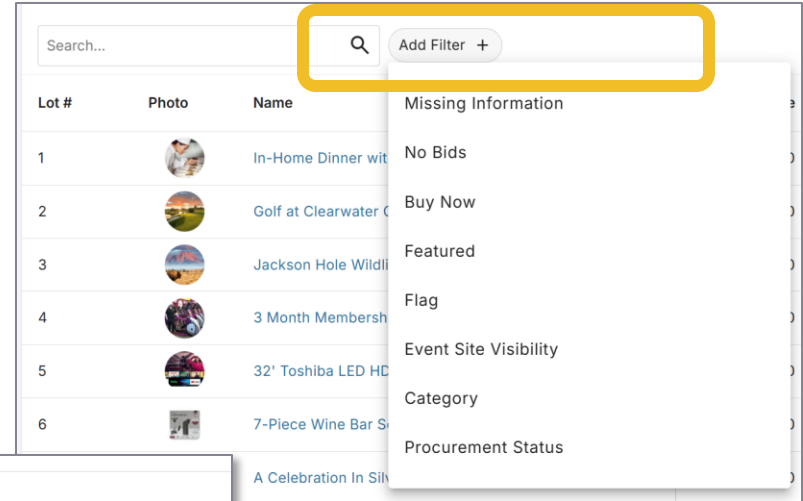 Search...
Add Filter +
Lot #
Photo
Name
Missing Information
1
In-Home Dinner wit
No Bids
2
Golf at Clearwater
Buy Now
3
Jackson Hole Wildli
Featured
Flag
4
3 Month Membersh
Event Site Visibility
5
32' Toshiba LED HD
Category
6
7-Piece Wine Bar S
Procurement Status
A Celebration In Silv